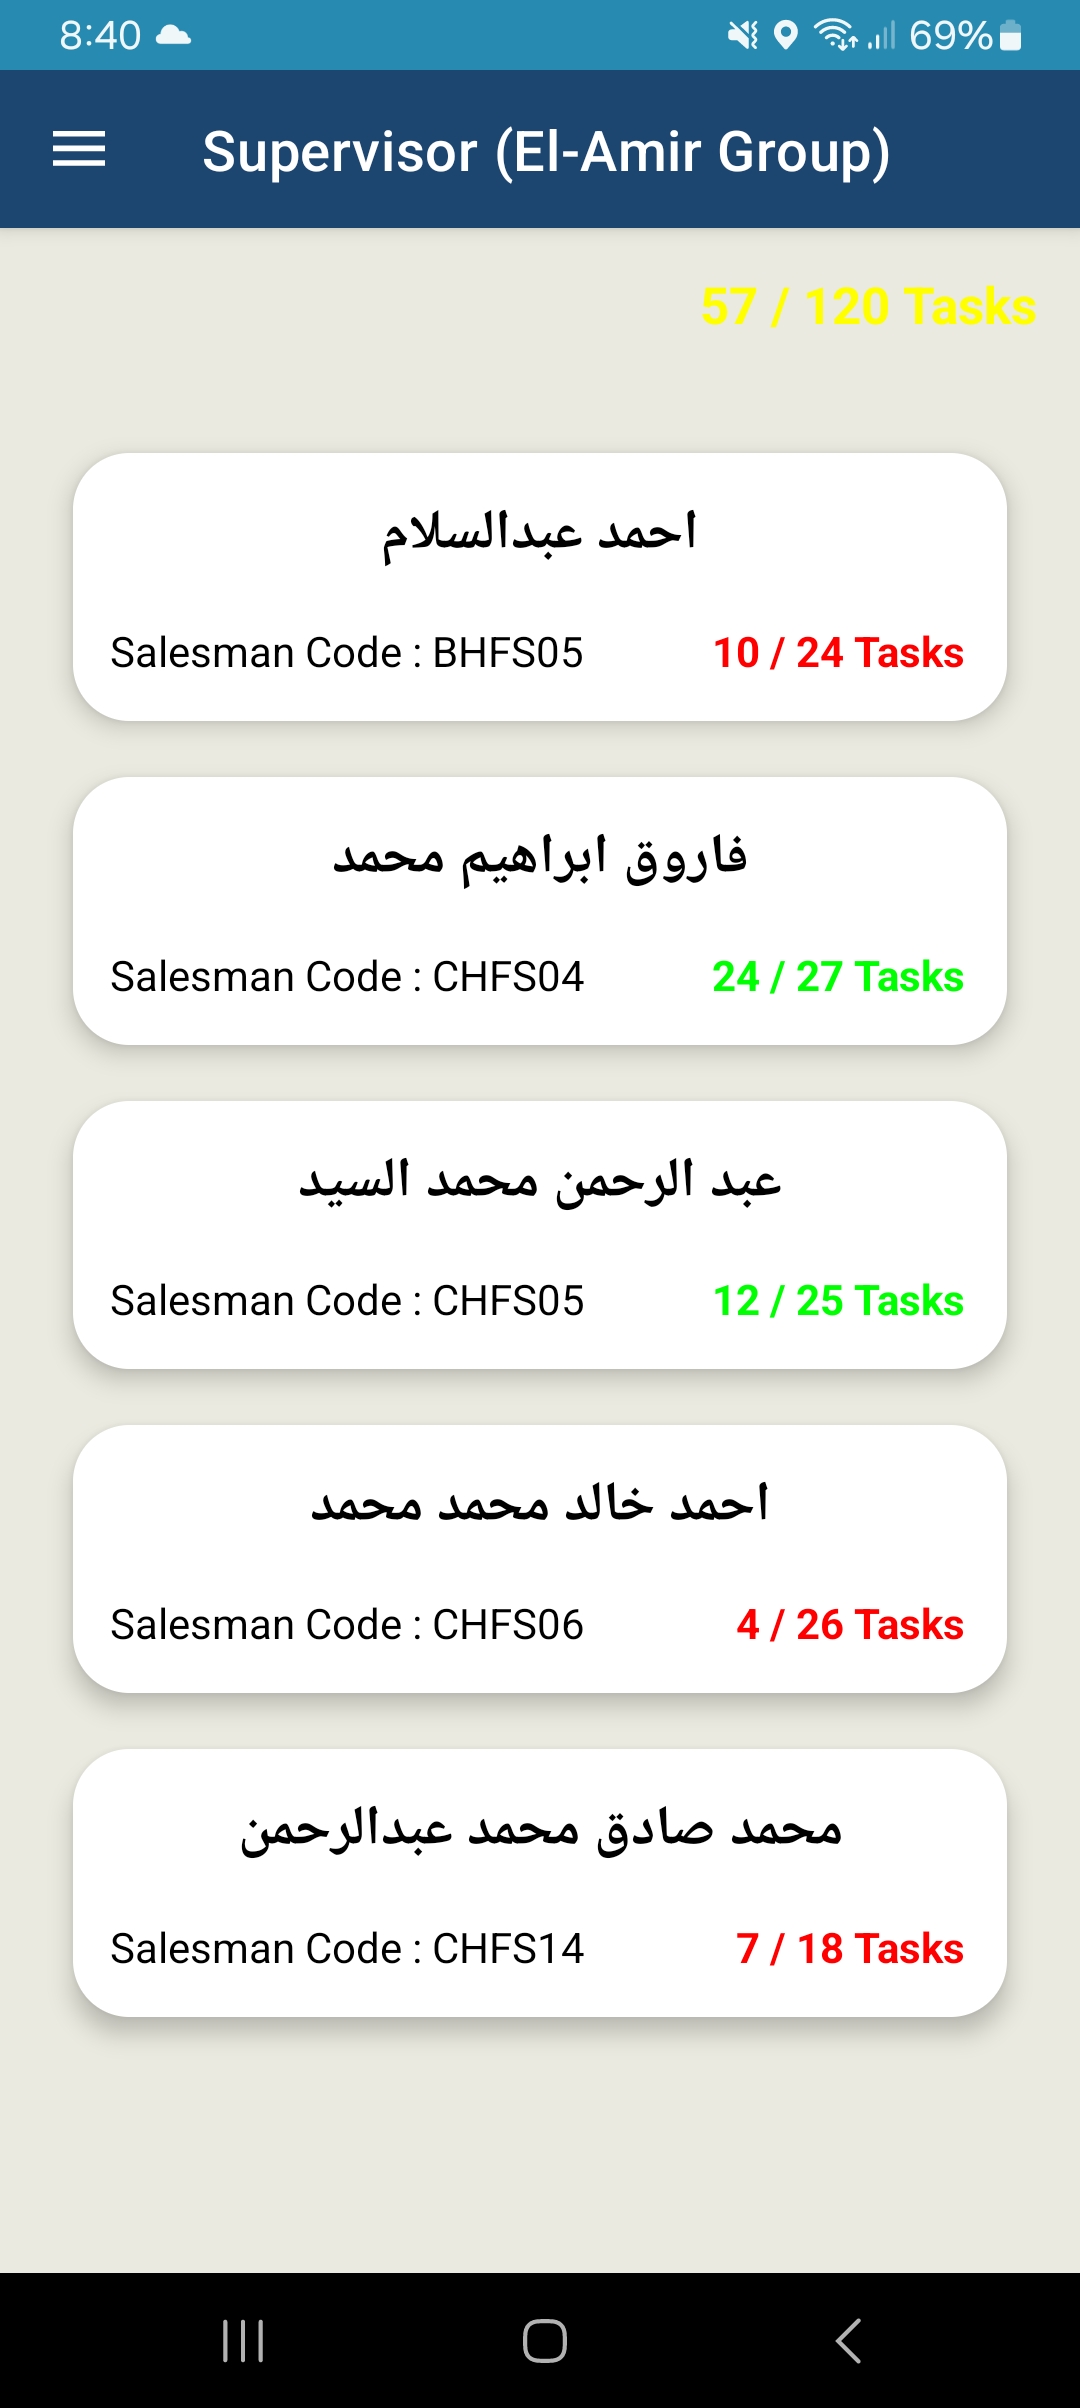 8:40 69%
Supervisor (El-Amir Group)
57 / 120 Tasks
احمد عبدالسلام
Salesman Code : BHFS05 10 / 24 Tasks
فاروق ابراهيم محمد
Salesman Code : CHFS04 24 / 27 Tasks
عبد الرحمن محمد السيد
Salesman Code : CHFS05 12 / 25 Tasks
احمد خالد محمد محمد
Salesman Code : CHFS06 4 / 26 Tasks
محمد صادق محمد عبدالرحمن
Salesman Code : CHFS14 7 / 18 Tasks